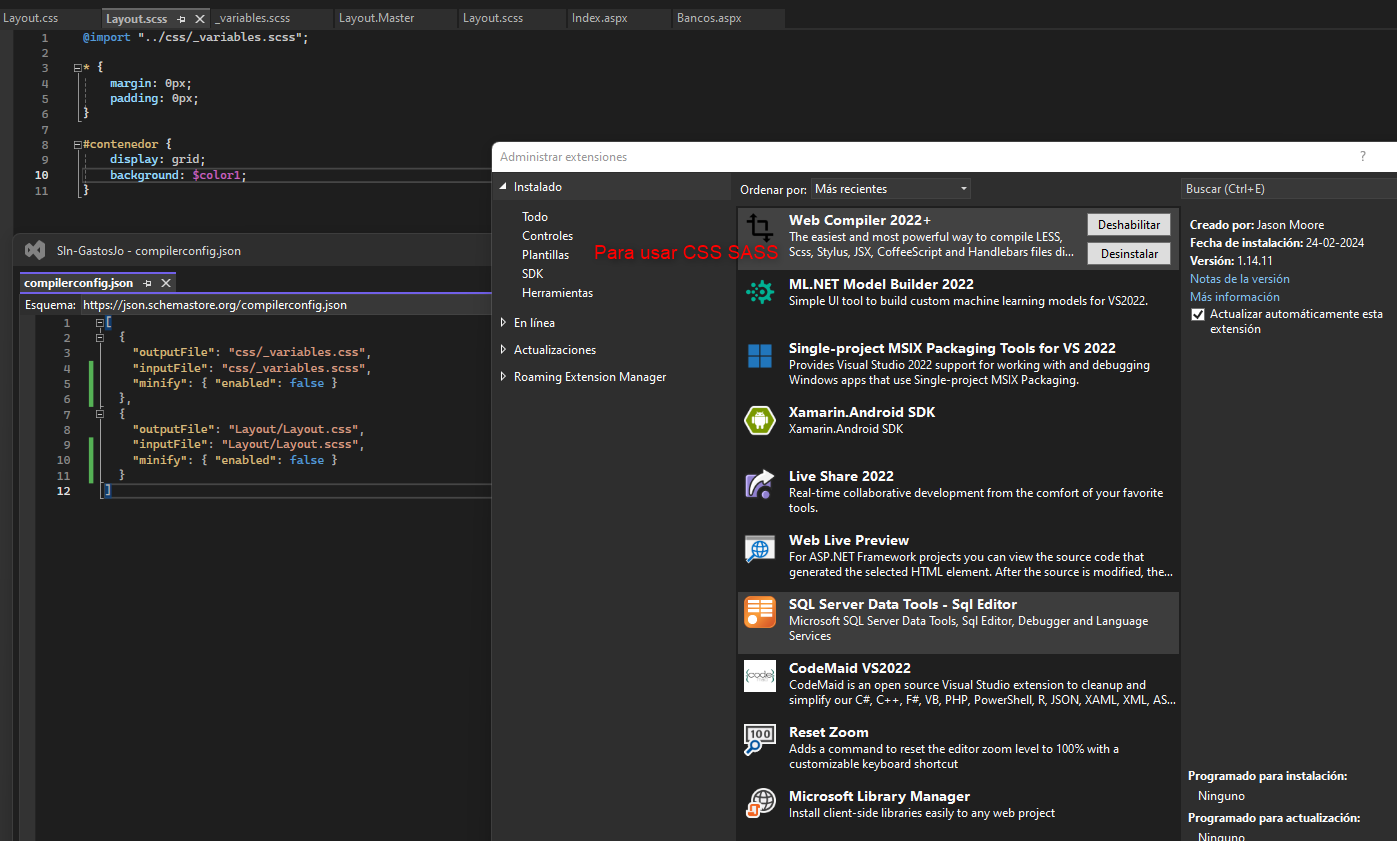 Layout.css Layout.scss _variables.scss Layout.Master Layout.scss Index.aspx Bancos.aspx
1 @import "../css/_variables.scss";
2
3 * {
4 margin: 0px;
5 padding: 0px;
6 }
7
8 #contenedor {
9 display: grid;
10 background: $color1;
11 }
SIn-GastosJo - compilerconfig.json
compilerconfig.json
Esquema: https://json.schemastore.org/compilerconfig.json
1 [
2 {
3 "outputFile": "css/_variables.css",
4 "inputFile": "css/_variables.scss",
5 "minify": { "enabled": false }
6 },
7 {
8 "outputFile": "Layout/Layout.css",
9 "inputFile": "Layout/Layout.scss",
10 "minify": { "enabled": false }
11 }
12 ]
Administrar extensiones ?
Instalado
Todo
Controles
Plantillas
SDK
Herramientas
En línea
Actualizaciones
Roaming Extension Manager
Para usar CSS SASS
Ordenar por: Más recientes
Web Compiler 2022+
The easiest and most powerful way to compile LESS,
Scss, Stylus, JSX, CoffeeScript and Handlebars files di...
Deshabilitar
Desinstalar
ML.NET Model Builder 2022
Simple UI tool to build custom machine learning models for VS2022.
Single-project MSIX Packaging Tools for VS 2022
Provides Visual Studio 2022 support for working with and debugging
Windows apps that use Single-project MSIX Packaging.
Xamarin.Android SDK
Xamarin.Android SDK
Live Share 2022
Real-time collaborative development from the comfort of your favorite
tools.
Web Live Preview
For ASP.NET Framework projects you can view the source code that
generated the selected HTML element. After the source is modified, the...
SQL Server Data Tools - Sql Editor
Microsoft SQL Server Data Tools, Sql Editor, Debugger and Language
Services
code
CodeMaid VS2022
CodeMaid is an open source Visual Studio extension to cleanup and
simplify our C#, C++, F#, VB, PHP, PowerShell, R, JSON, XAML, XML, AS...
100
Reset Zoom
Adds a command to reset the editor zoom level to 100% with a
customizable keyboard shortcut
Microsoft Library Manager
Install client-side libraries easily to any web project
Buscar (Ctrl+E)
Creado por: Jason Moore
Fecha de instalación: 24-02-2024
Versión: 1.14.11
Notas de la versión
Más información
Actualizar automáticamente esta
extensión
Programado para instalación:
Ninguno
Programado para actualización:
Ninguno